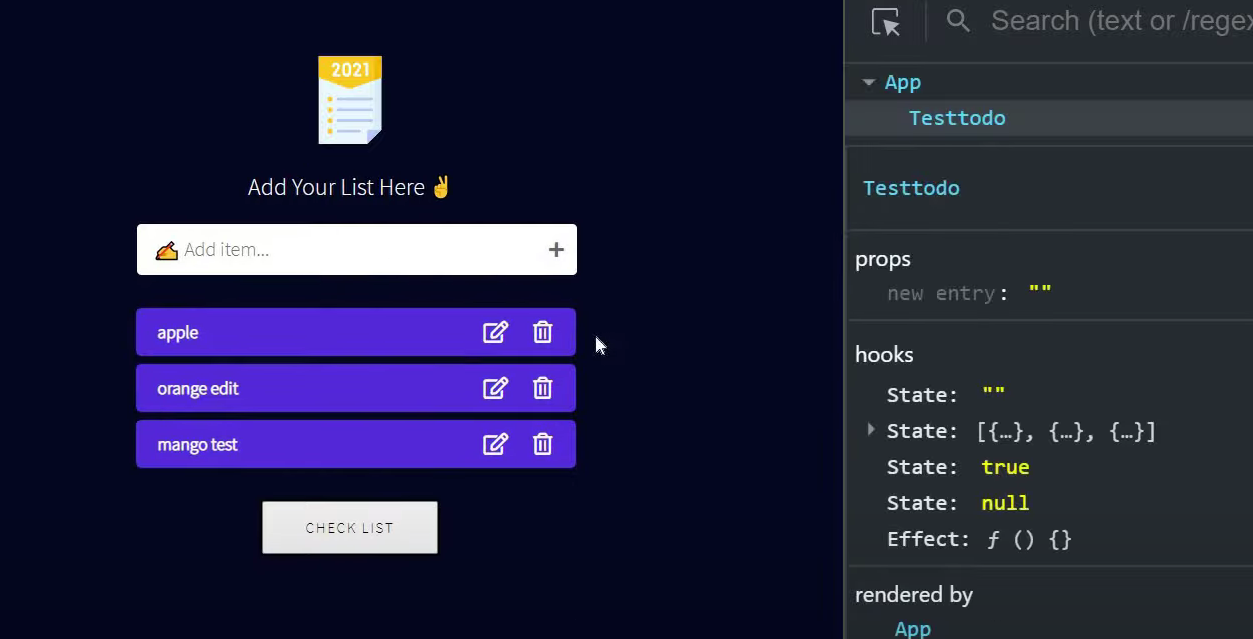 2021
Add Your List Here ✌
✍ Add item...
+
apple
orange edit
mango test
CHECK LIST
Search (text or /regex
App
Testtodo
Testtodo
props
new entry: ""
hooks
State: ""
State: [{…}, {…}, {…}]
State: true
State: null
Effect: ƒ () {}
rendered by
App